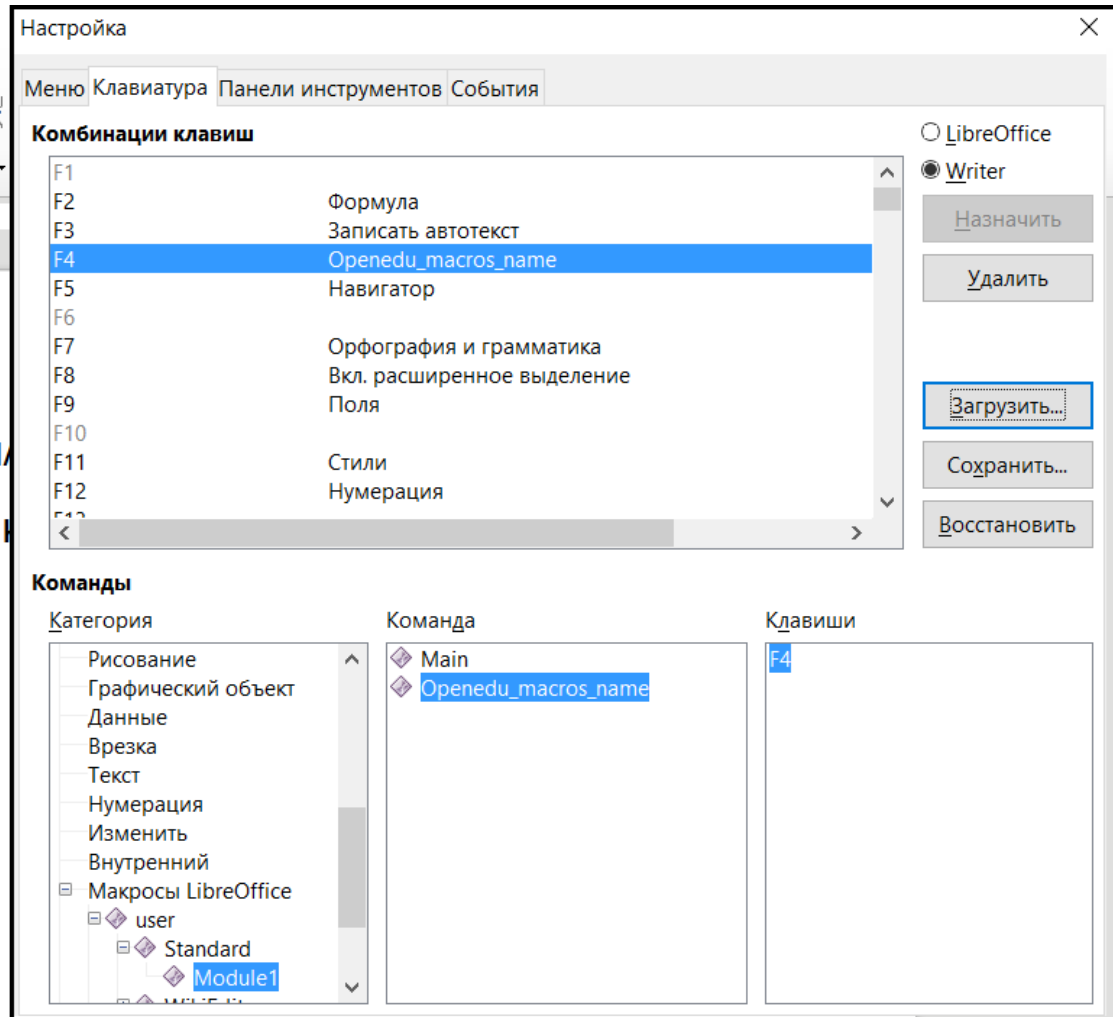 Настройка
Меню Клавиатура Панели инструментов События
Комбинации клавиш
LibreOffice
Writer
F1
F2 Формула
F3 Записать автотекст
F4 Openedu_macros_name
F5 Навигатор
F6
F7 Орфография и грамматика
F8 Вкл. расширенное выделение
F9 Поля
F10
F11 Стили
F12 Нумерация
Назначить
Удалить
Загрузить...
Сохранить...
Восстановить
Команды
Категория
Рисование
Графический объект
Данные
Врезка
Текст
Нумерация
Изменить
Внутренний
Макросы LibreOffice
user
Standard
Module1
Команда
Main
Openedu_macros_name
Клавиши
F4